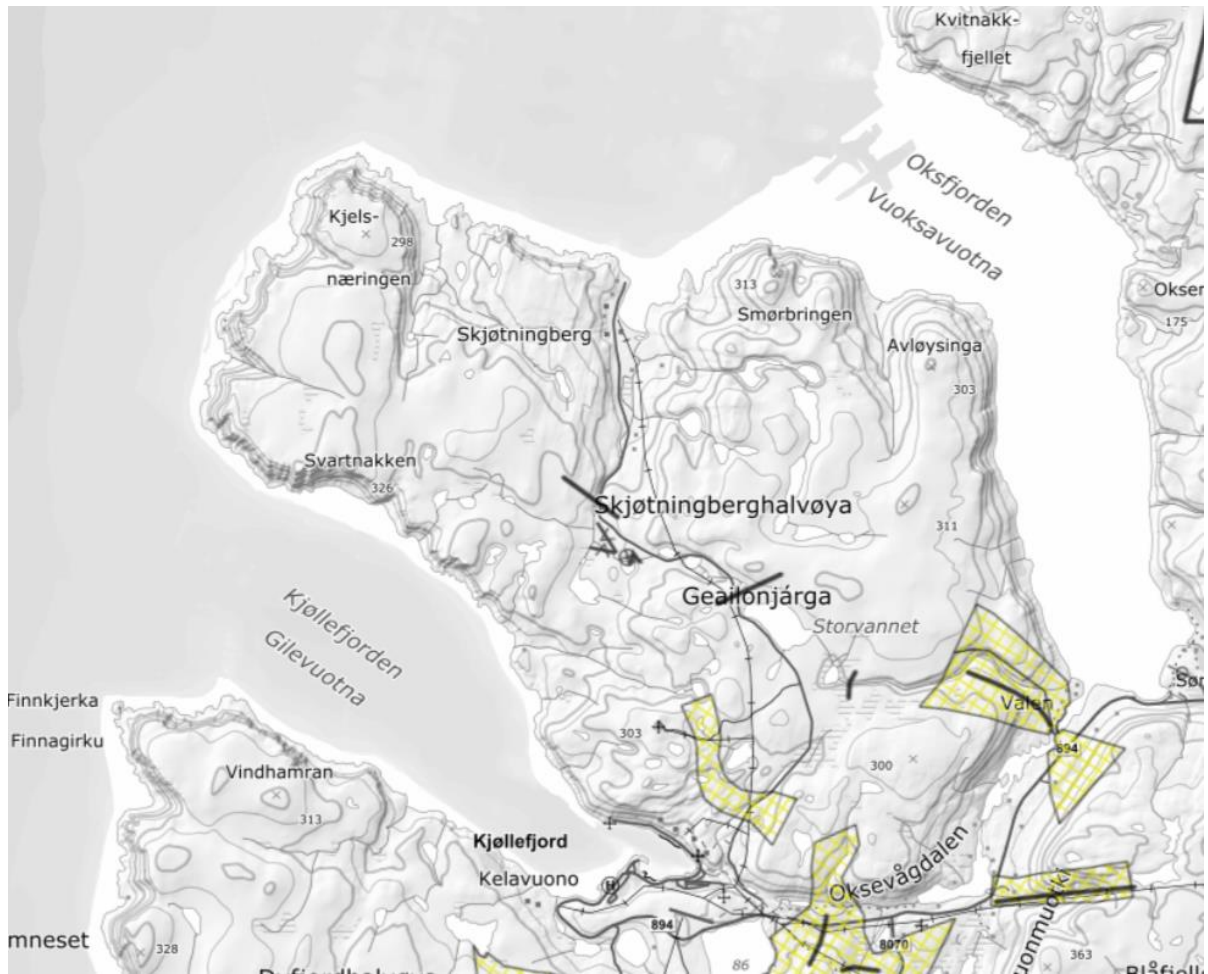 Kvitnakk-
fjellet
Oksfjorden
Vuoksavuotna
Kjels-
298
næringen
313
Smørbringen
Okser
175
Skjøtningberg
Avløysinga
303
Svartnakken
326
Skjøtningberghalvøya
311
Geailonjárga
Storvannet
Kjøllefjorden
Gilevuotna
Finnkjerka
Finnagirku
Sør
Valen
303
894
300
Vindhamran
313
Kjøllefjord
Kelavuono
H
Oksevågdalen
894
8070
mneset
328
86
363